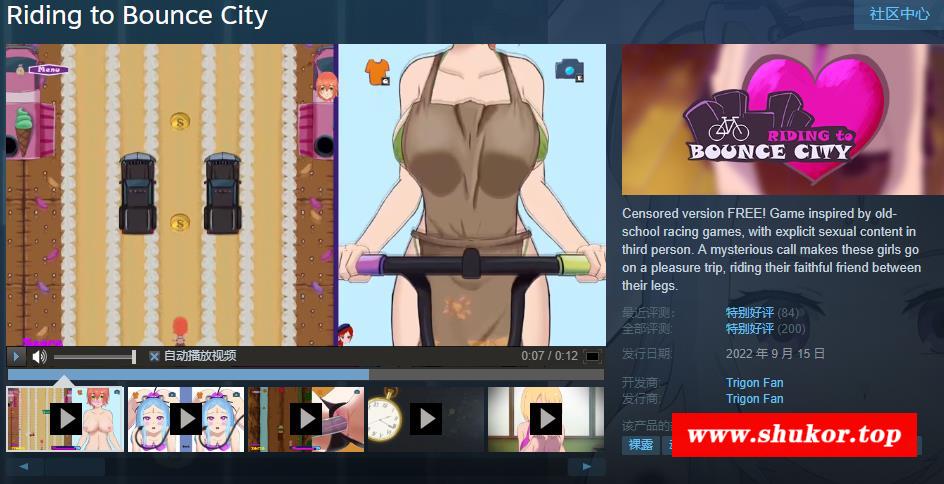 Riding to Bounce City
社区中心
Menu
RIDING to
BOUNCE CITY
Censored version FREE! Game inspired by old-
school racing games, with explicit sexual content in
third person. A mysterious call makes these girls go
on a pleasure trip, riding their faithful friend between
their legs.
最近评测: 特别好评 (84)
全部评测: 特别好评 (200)
发行日期: 2022 年 9 月 15 日
开发商: Trigon Fan
发行商: Trigon Fan
自动播放视频 0:07 / 0:12
裸露
www.shukor.top